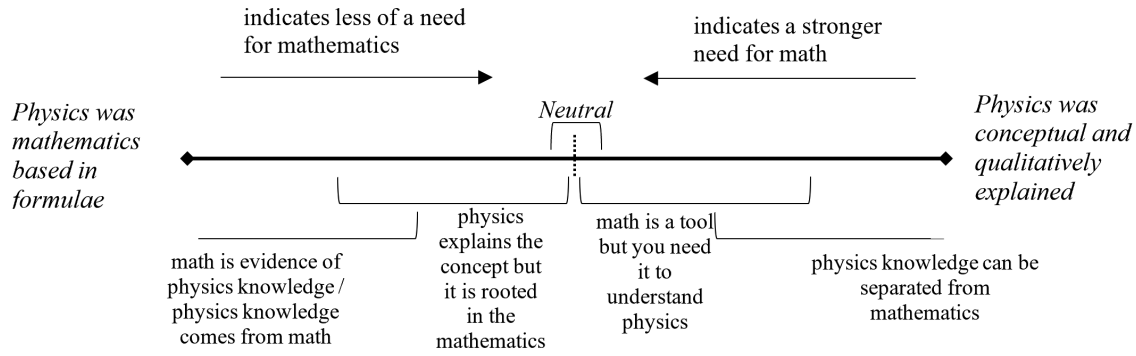 indicates less of a need
for mathematics
indicates a stronger
need for math
Physics was
mathematics
based in
formulae
Neutral
Physics was
conceptual and
qualitatively
explained
math is evidence of
physics knowledge /
physics knowledge
comes from math
physics
explains the
concept but
it is rooted
in the
mathematics
math is a tool
but you need
it to
understand
physics
physics knowledge can be
separated from
mathematics